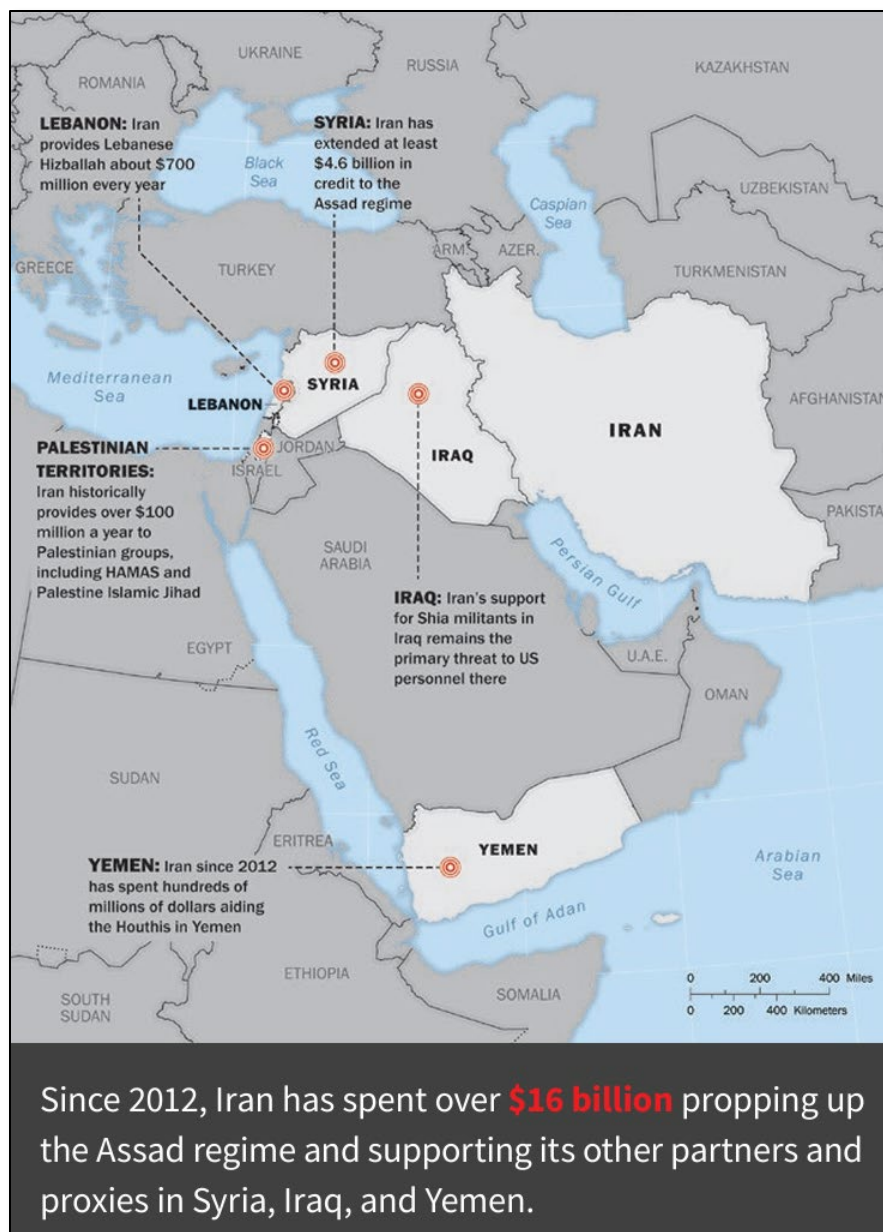 UKRAINE
ROMANIA
RUSSIA
KAZAKHSTAN
LEBANON: Iran
provides Lebanese
Hizballah about $700
million every year
SYRIA: Iran has
extended at least
$4.6 billion in
credit to the
Assad regime
Black
Sea
Caspian
Sea
UZBEKISTAN
GREECE
TURKEY
ARM.
AZER.
TURKMENISTAN
Mediterranean
Sea
SYRIA
LEBANON
AFGHANISTAN
IRAN
IRAQ
PALESTINIAN
TERRITORIES:
Iran historically
provides over $100
million a year to
Palestinian groups,
including HAMAS and
Palestine Islamic Jihad
JORDAN
ISRAEL
PAKISTA
SAUDI
ARABIA
Persian Gulf
IRAQ: Iran's support
for Shia militants in
Iraq remains the
primary threat to US
personnel there
EGYPT
U.A.E.
OMAN
Red Sea
SUDAN
ERITREA
YEMEN
YEMEN: Iran since 2012
has spent hundreds of
millions of dollars aiding
the Houthis in Yemen
Arabian
Sea
Gulf of Adan
ETHIOPIA
SOMALIA
SOUTH
SUDAN
0 200 400 Miles
0 200 400 Kilometers
Since 2012, Iran has spent over $16 billion propping up
the Assad regime and supporting its other partners and
proxies in Syria, Iraq, and Yemen.